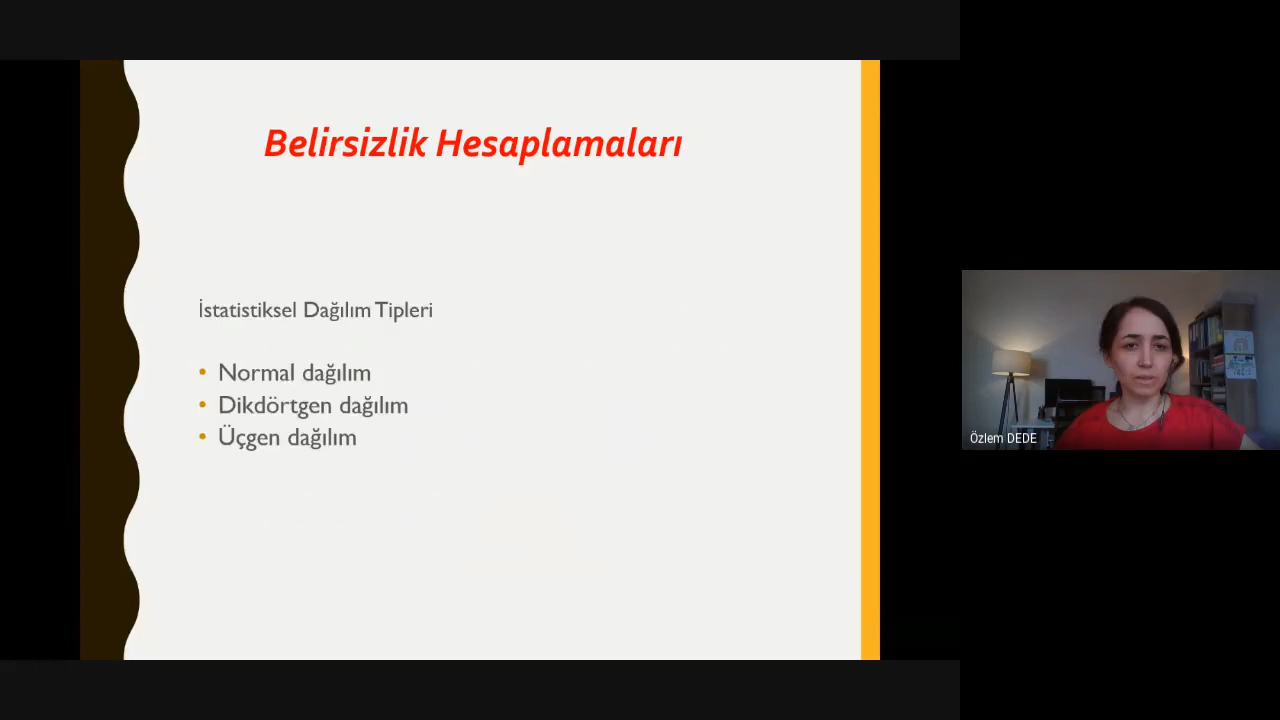 Belirsizlik Hesaplamaları
İstatistiksel Dağılım Tipleri
• Normal dağılım
• Dikdörtgen dağılım
• Üçgen dağılım
Özlem DEDE